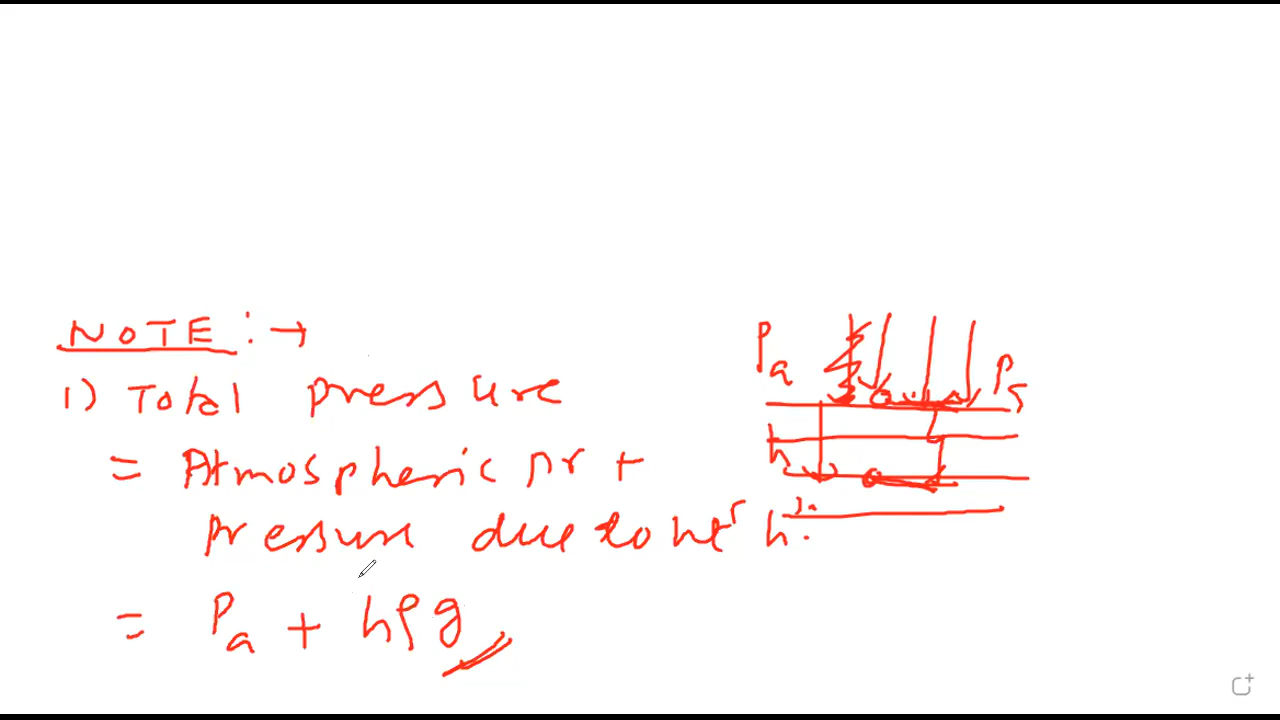 NOTE :→
1) Total pressure
= Atmospheric pr +
pressure due to ht h.
= Pa + hρg
Pa
h